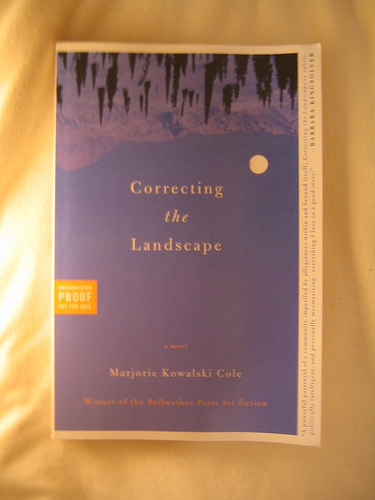 Correcting
the
Landscape
UNCORRECTED
PROOF
NOT FOR SALE
a novel
Marjorie Kowalski Cole
Winner of the Bellwether Prize for fiction
"A powerful portrayal of a community imperiled by allegiances within and beyond itself, Correcting the Landscape is subtle,
politically intelligent, and personally mesmerizing: everything I love in a good story."
—BARBARA KINGSOLVER